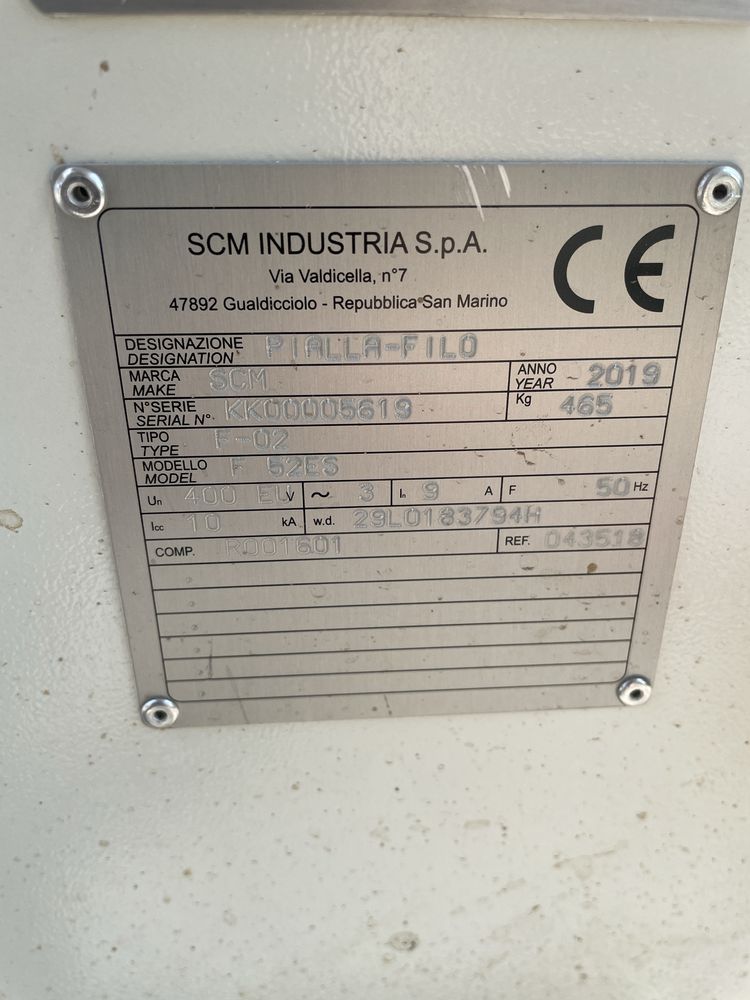 SCM INDUSTRIA S.p.A.
Via Valdicella, n°7
47892 Gualdicciolo - Repubblica San Marino
CE
DESIGNAZIONE
DESIGNATION PIALLA-FILO
MARCA
MAKE SCM
ANNO
YEAR ~ 2019
N°SERIE
SERIAL N° KK00005619
Kg 465
TIPO
TYPE F-02
MODELLO
MODEL F 52ES
Un 400 EU V ~ 3 In 9 A F 50 Hz
Icc 10 kA w.d. 29L0183794H
COMP. R001601 REF. 043518